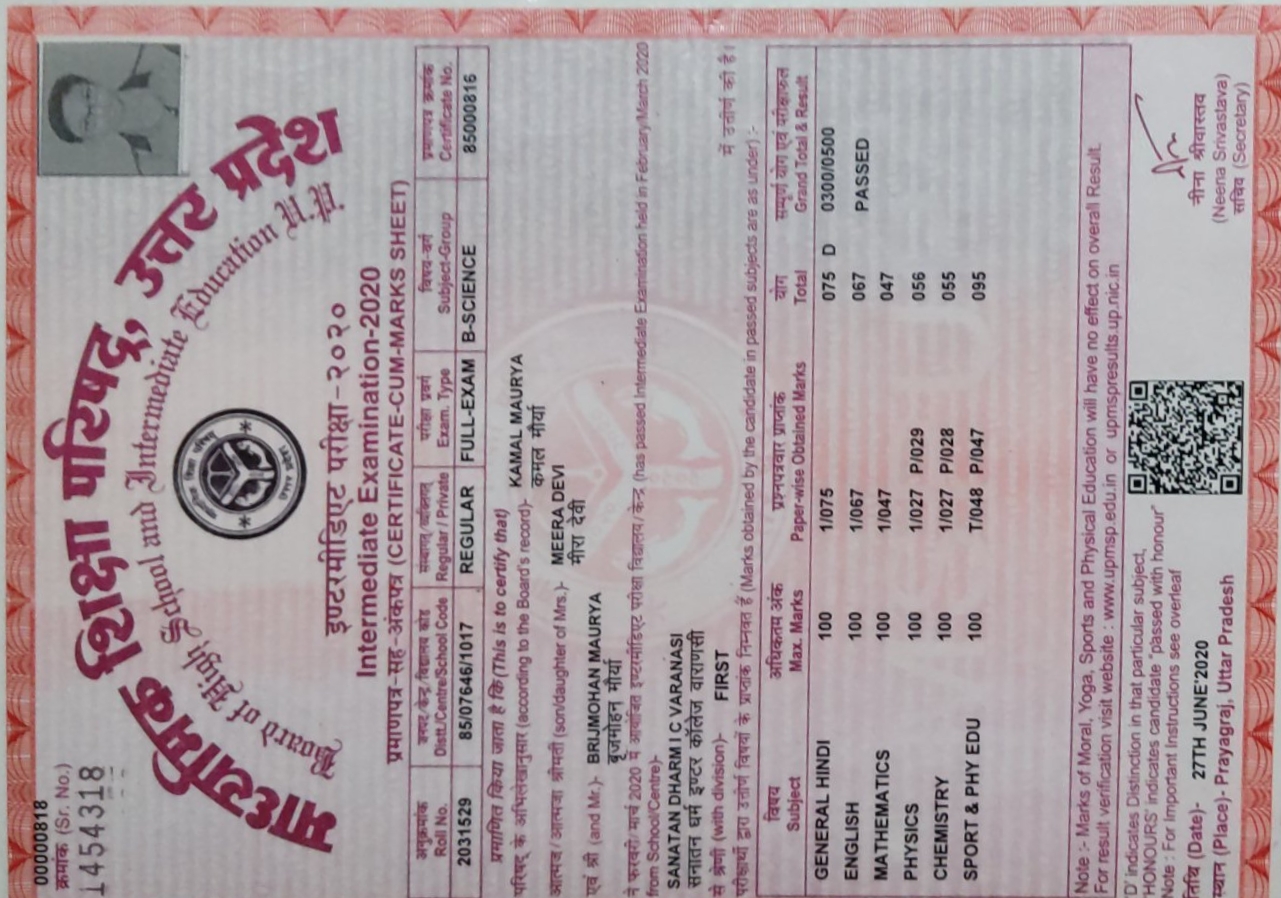 00000818
क्रमांक (Sr. No.)
1454318
माध्यमिक शिक्षा परिषद्, उत्तर प्रदेश
Board of High School and Intermediate Education U.P.
इण्टरमीडिएट परीक्षा-२०२०
Intermediate Examination-2020
प्रमाणपत्र-सह-अंकपत्र (CERTIFICATE-CUM-MARKS SHEET)
अनुक्रमांक जनपद/केन्द्र/विद्यालय कोड संस्थागत/व्यक्तिगत परीक्षा प्रवर्ग विषय-वर्ग प्रमाणपत्र क्रमांक
Roll No. Distt./Centre/School Code Regular / Private Exam. Type Subject-Group Certificate No.
2031529 85/07646/1017 REGULAR FULL-EXAM B-SCIENCE 85000816
प्रमाणित किया जाता है कि (This is to certify that)
परिषद् के अभिलेखानुसार (according to the Board's record)- KAMAL MAURYA
कमल मौर्या
आत्मज / आत्मजा श्रीमती (son/daughter of Mrs.)- MEERA DEVI
मीरा देवी
एवं श्री (and Mr.)- BRIJMOHAN MAURYA
बृजमोहन मौर्या
ने फरवरी/ मार्च 2020 में आयोजित इण्टरमीडिएट परीक्षा विद्यालय/ केन्द्र (has passed Intermediate Examination held in February/March 2020
from School/Centre)-
SANATAN DHARM I C VARANASI
सनातन धर्म इण्टर कॉलेज वाराणसी
से श्रेणी (with division)- FIRST में उत्तीर्ण की है।
परीक्षार्थी द्वारा उत्तीर्ण विषयों के प्राप्तांक निम्नवत हैं (Marks obtained by the candidate in passed subjects are as under) :-
विषय अधिकतम अंक प्रश्नपत्रवार प्राप्तांक योग सम्पूर्ण योग एवं परीक्षाफल
Subject Max. Marks Paper-wise Obtained Marks Total Grand Total & Result
GENERAL HINDI 100 1/075 075 D 0300/0500
ENGLISH 100 1/067 067 PASSED
MATHEMATICS 100 1/047 047
PHYSICS 100 1/027 P/029 056
CHEMISTRY 100 1/027 P/028 055
SPORT & PHY EDU 100 T/048 P/047 095
Note :- Marks of Moral, Yoga, Sports and Physical Education will have no effect on overall Result.
For result verification visit website : www.upmsp.edu.in or upmspresults.up.nic.in
'D' indicates Distinction in that particular subject,
'HONOURS' indicates candidate "passed with honour"
Note : For Important Instructions see overleaf
तिथि (Date)- 27TH JUNE'2020
स्थान (Place)- Prayagraj, Uttar Pradesh
नीना श्रीवास्तव
(Neena Srivastava)
सचिव (Secretary)